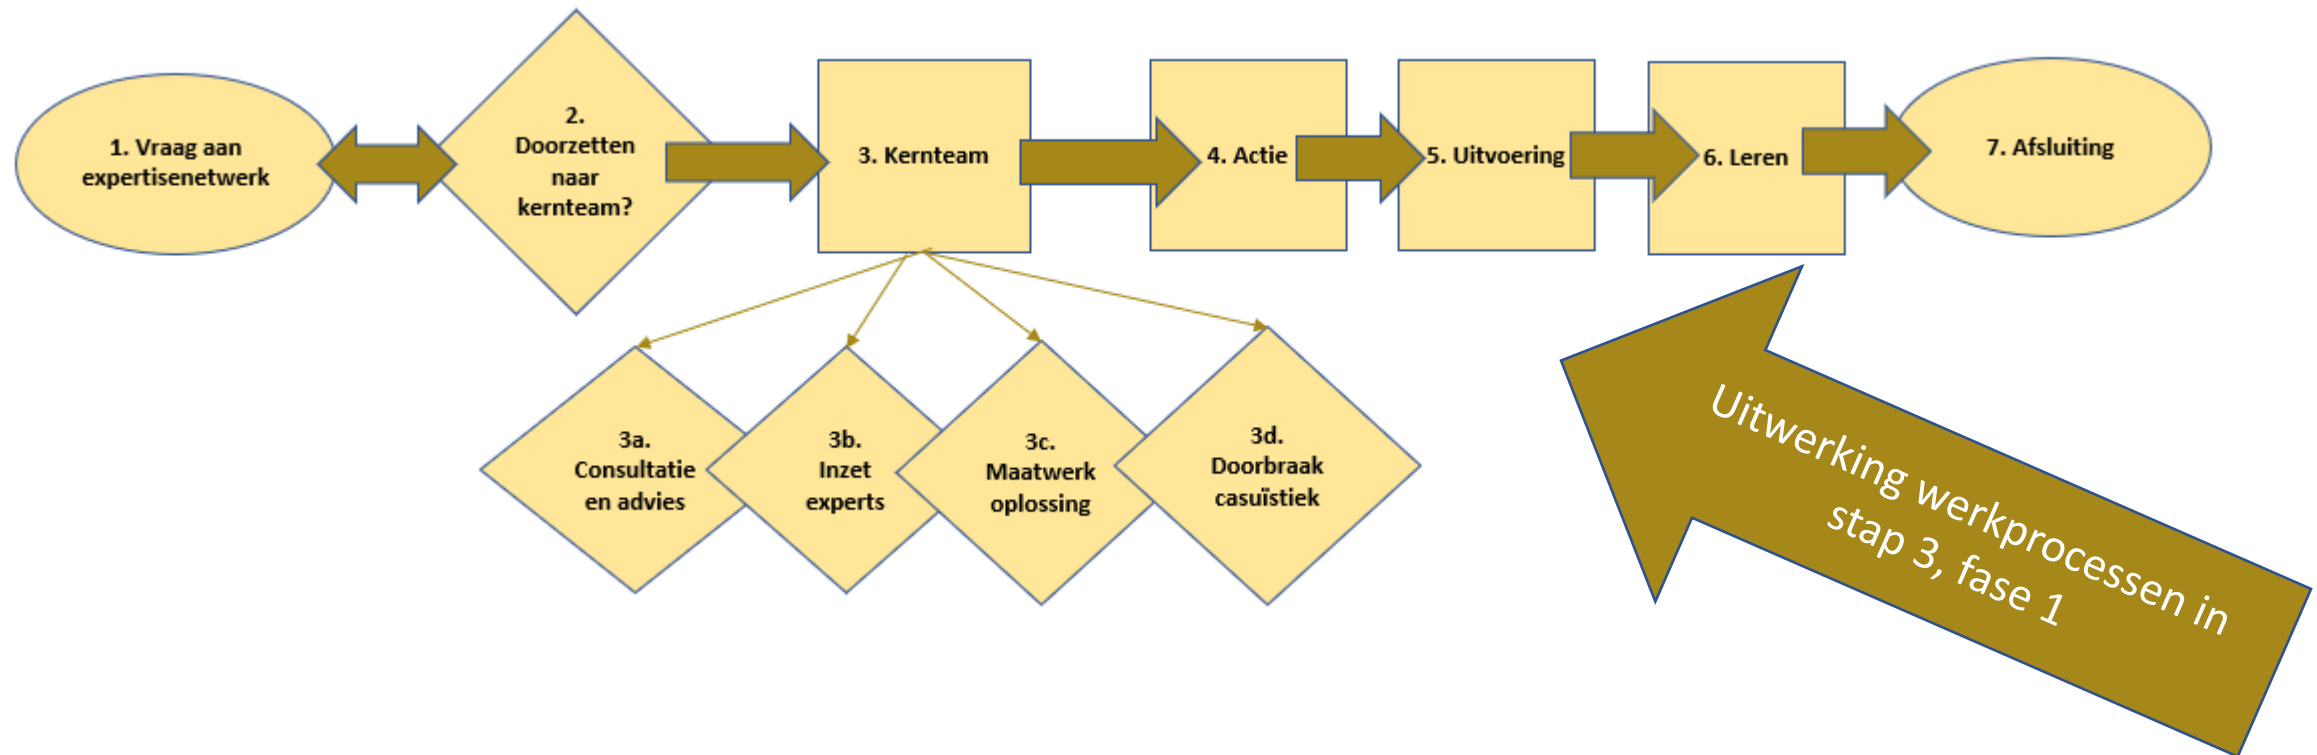 1. Vraag aan
expertisenetwerk
2.
Doorzetten
naar
kernteam?
3. Kernteam
4. Actie
5. Uitvoering
6. Leren
7. Afsluiting
3a.
Consultatie
en advies
3b.
Inzet
experts
3c.
Maatwerk
oplossing
3d.
Doorbraak
casuïstiek
Uitwerking werkprocessen in
stap 3, fase 1